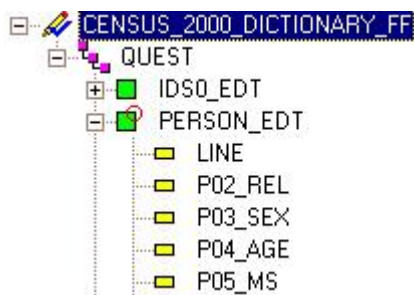 CENSUS_2000_DICTIONARY_FF
QUEST
IDS0_EDT
PERSON_EDT
LINE
P02_REL
P03_SEX
P04_AGE
P05_MS